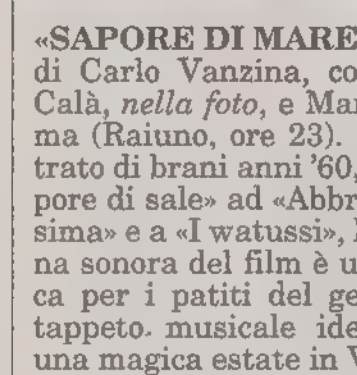 «SAPORE DI MARE
di Carlo Vanzina, co
Calà, nella foto, e Mar
ma (Raiuno, ore 23).
trato di brani anni '60,
pore di sale» ad «Abbr
sima» e a «I watussi»,
na sonora del film è u
ca per i patiti del ge
tappeto musicale ide
una magica estate in V